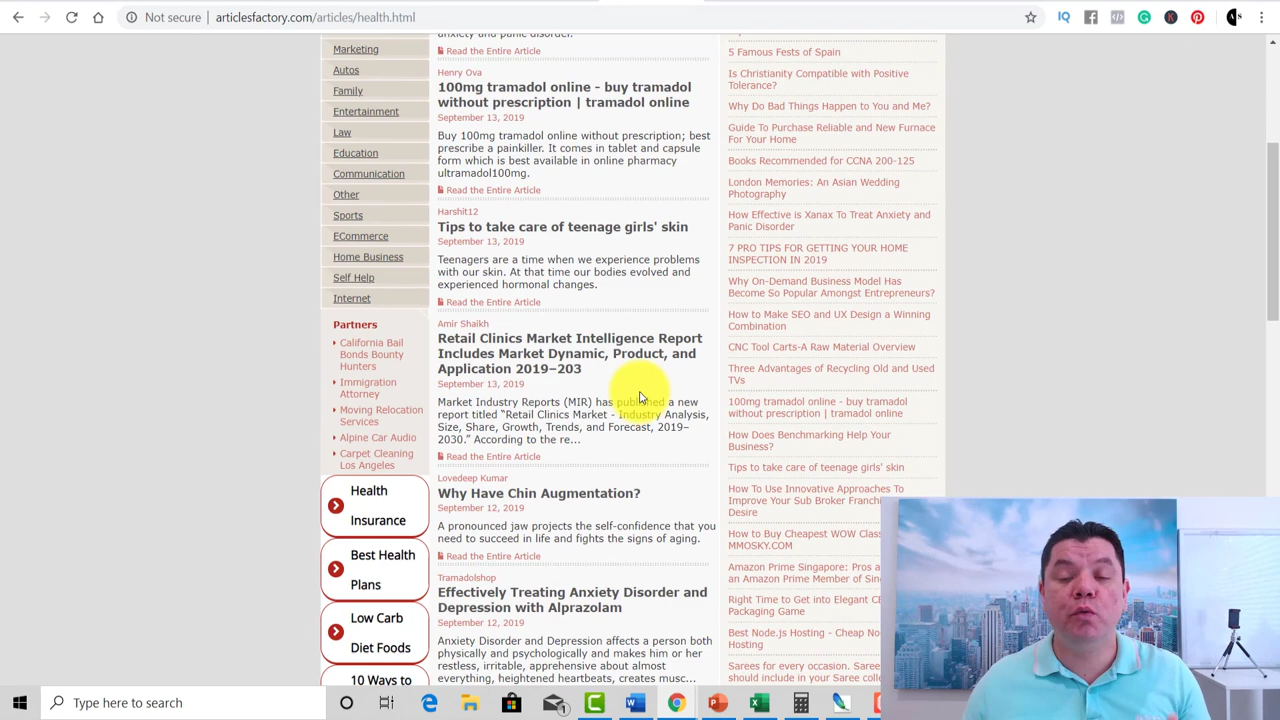 Not secure
articlesfactory.com/articles/health.html
Marketing
Autos
Family
Entertainment
Law
Education
Communication
Other
Sports
ECommerce
Home Business
Self Help
Internet
Partners
California Bail
Bonds Bounty
Hunters
Immigration
Attorney
Moving Relocation
Services
Alpine Car Audio
Carpet Cleaning
Los Angeles
Health
Insurance
Best Health
Plans
Low Carb
Diet Foods
10 Ways to
anxiety and panic disorder.
Read the Entire Article
Henry Ova
100mg tramadol online - buy tramadol
without prescription | tramadol online
September 13, 2019
Buy 100mg tramadol online without prescription; best
prescribe a painkiller. It comes in tablet and capsule
form which is best available in online pharmacy
ultramadol100mg.
Read the Entire Article
Harshit12
Tips to take care of teenage girls' skin
September 13, 2019
Teenagers are a time when we experience problems
with our skin. At that time our bodies evolved and
experienced hormonal changes.
Read the Entire Article
Amir Shaikh
Retail Clinics Market Intelligence Report
Includes Market Dynamic, Product, and
Application 2019–203
September 13, 2019
Market Industry Reports (MIR) has published a new
report titled “Retail Clinics Market - Industry Analysis,
Size, Share, Growth, Trends, and Forecast, 2019–
2030.” According to the re...
Read the Entire Article
Lovedeep Kumar
Why Have Chin Augmentation?
September 12, 2019
A pronounced jaw projects the self-confidence that you
need to succeed in life and fights the signs of aging.
Read the Entire Article
Tramadolshop
Effectively Treating Anxiety Disorder and
Depression with Alprazolam
September 12, 2019
Anxiety Disorder and Depression affects a person both
physically and psychologically and makes him or her
restless, irritable, apprehensive about almost
everything, heightened heartbeats, creates musc...
5 Famous Fests of Spain
Is Christianity Compatible with Positive
Tolerance?
Why Do Bad Things Happen to You and Me?
Guide To Purchase Reliable and New Furnace
For Your Home
Books Recommended for CCNA 200-125
London Memories: An Asian Wedding
Photography
How Effective is Xanax To Treat Anxiety and
Panic Disorder
7 PRO TIPS FOR GETTING YOUR HOME
INSPECTION IN 2019
Why On-Demand Business Model Has
Become So Popular Amongst Entrepreneurs?
How to Make SEO and UX Design a Winning
Combination
CNC Tool Carts-A Raw Material Overview
Three Advantages of Recycling Old and Used
TVs
100mg tramadol online - buy tramadol
without prescription | tramadol online
How Does Benchmarking Help Your
Business?
Tips to take care of teenage girls' skin
How To Use Innovative Approaches To
Improve Your Sub Broker Franch
Desire
How to Buy Cheapest WOW Clas
MMOSKY.COM
Amazon Prime Singapore: Pros a
an Amazon Prime Member of Sin
Right Time to Get into Elegant C
Packaging Game
Best Node.js Hosting - Cheap No
Hosting
Sarees for every occasion. Saree
should include in your Saree coll
Type here to search